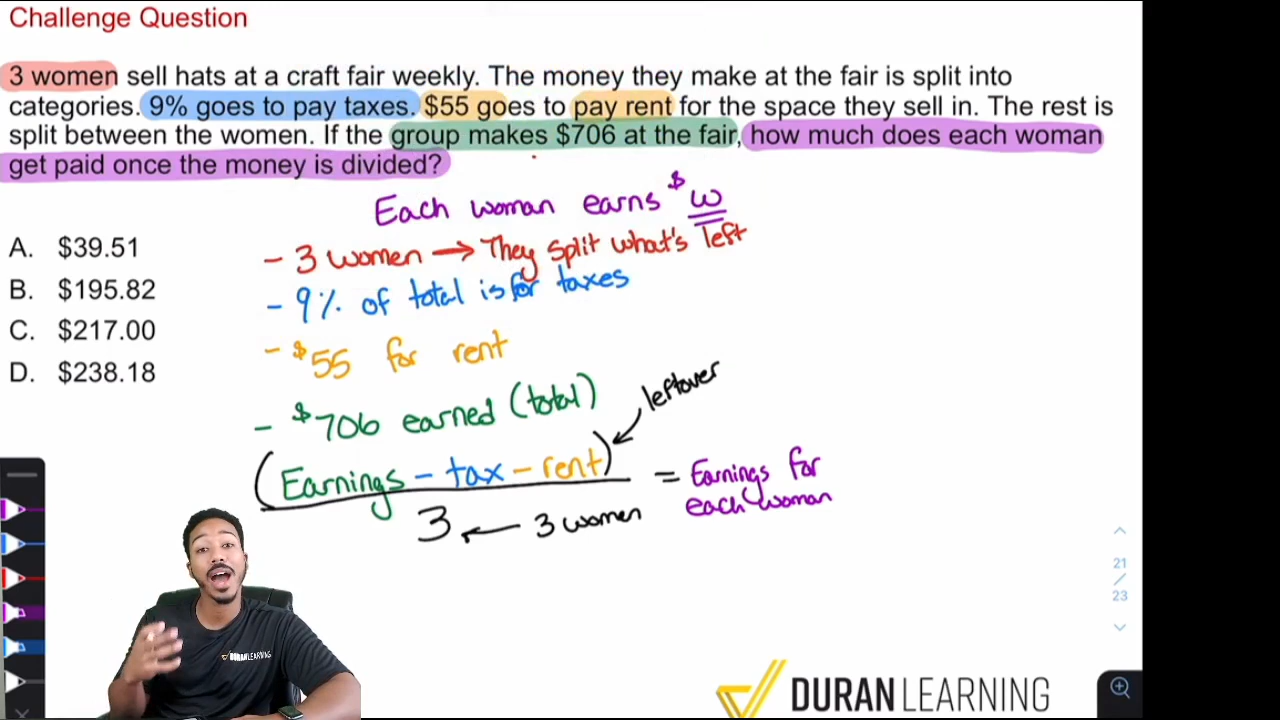 Challenge Question
3 women sell hats at a craft fair weekly. The money they make at the fair is split into
categories. 9% goes to pay taxes. $55 goes to pay rent for the space they sell in. The rest is
split between the women. If the group makes $706 at the fair, how much does each woman
get paid once the money is divided?
Each woman earns $w
A. $39.51
B. $195.82
C. $217.00
D. $238.18
- 3 women → They split what's left
- 9% of total is for taxes
- $55 for rent
- $706 earned (total)
leftover
(Earnings - tax - rent)
3 ← 3 women
= Earnings for
each woman
21
/
23
DURAN LEARNING
DURAN LEARNING